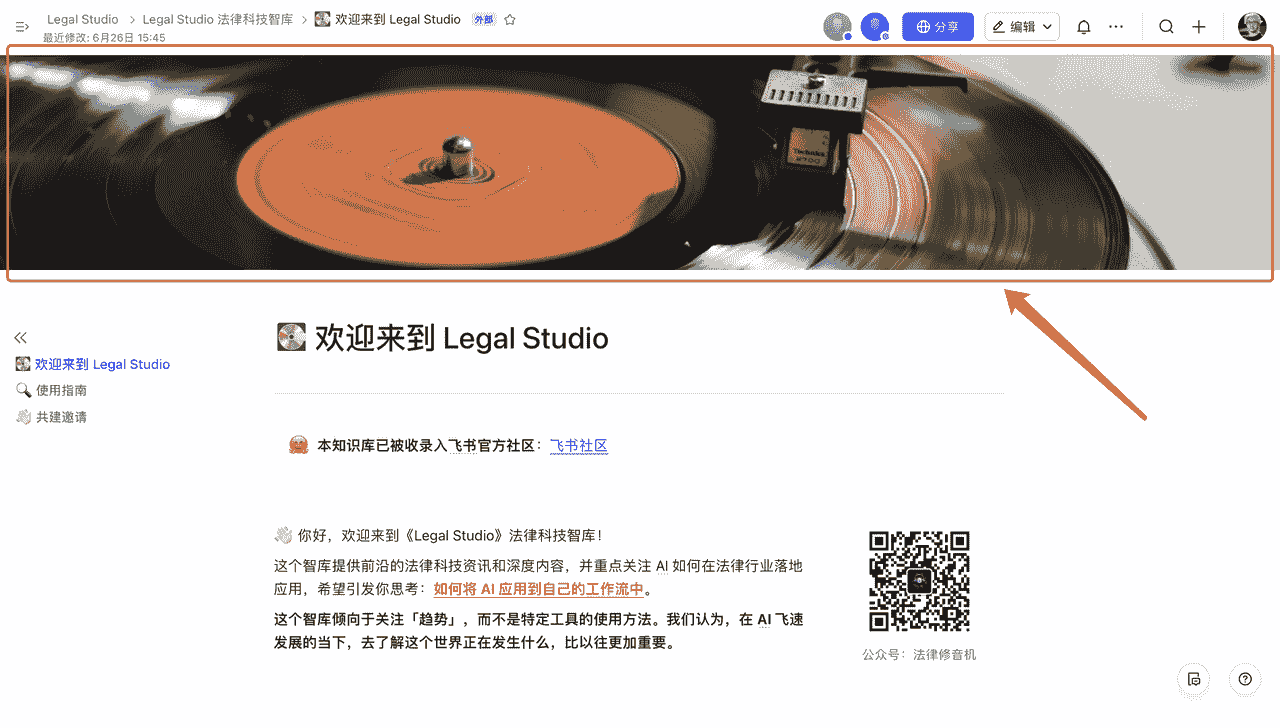 Legal Studio > Legal Studio 法律科技智库 > 欢迎来到 Legal Studio 外部
最近修改: 6月26日 15:45
分享
编辑
Technics
欢迎来到 Legal Studio
欢迎来到 Legal Studio
使用指南
共建邀请
本知识库已被收录入飞书官方社区：飞书社区
你好，欢迎来到《Legal Studio》法律科技智库！
这个智库提供前沿的法律科技资讯和深度内容，并重点关注 AI 如何在法律行业落地
应用，希望引发你思考：如何将 AI 应用到自己的工作流中。
这个智库倾向于关注「趋势」，而不是特定工具的使用方法。我们认为，在 AI 飞速
发展的当下，去了解这个世界正在发生什么，比以往更加重要。
公众号：法律修音机